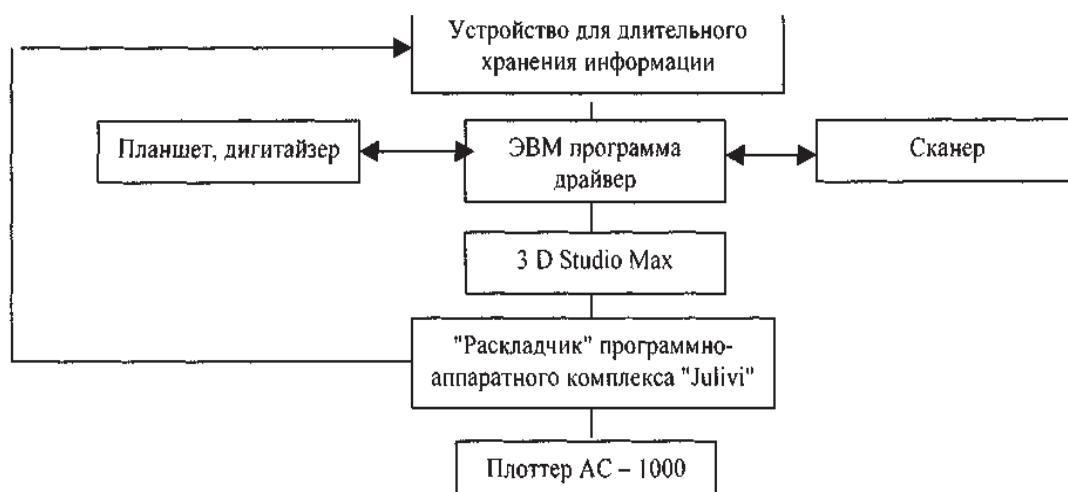 Устройство для длительного
хранения информации
Планшет, дигитайзер
ЭВМ программа
драйвер
Сканер
3 D Studio Max
"Раскладчик" программно-
аппаратного комплекса "Julivi"
Плоттер АС – 1000